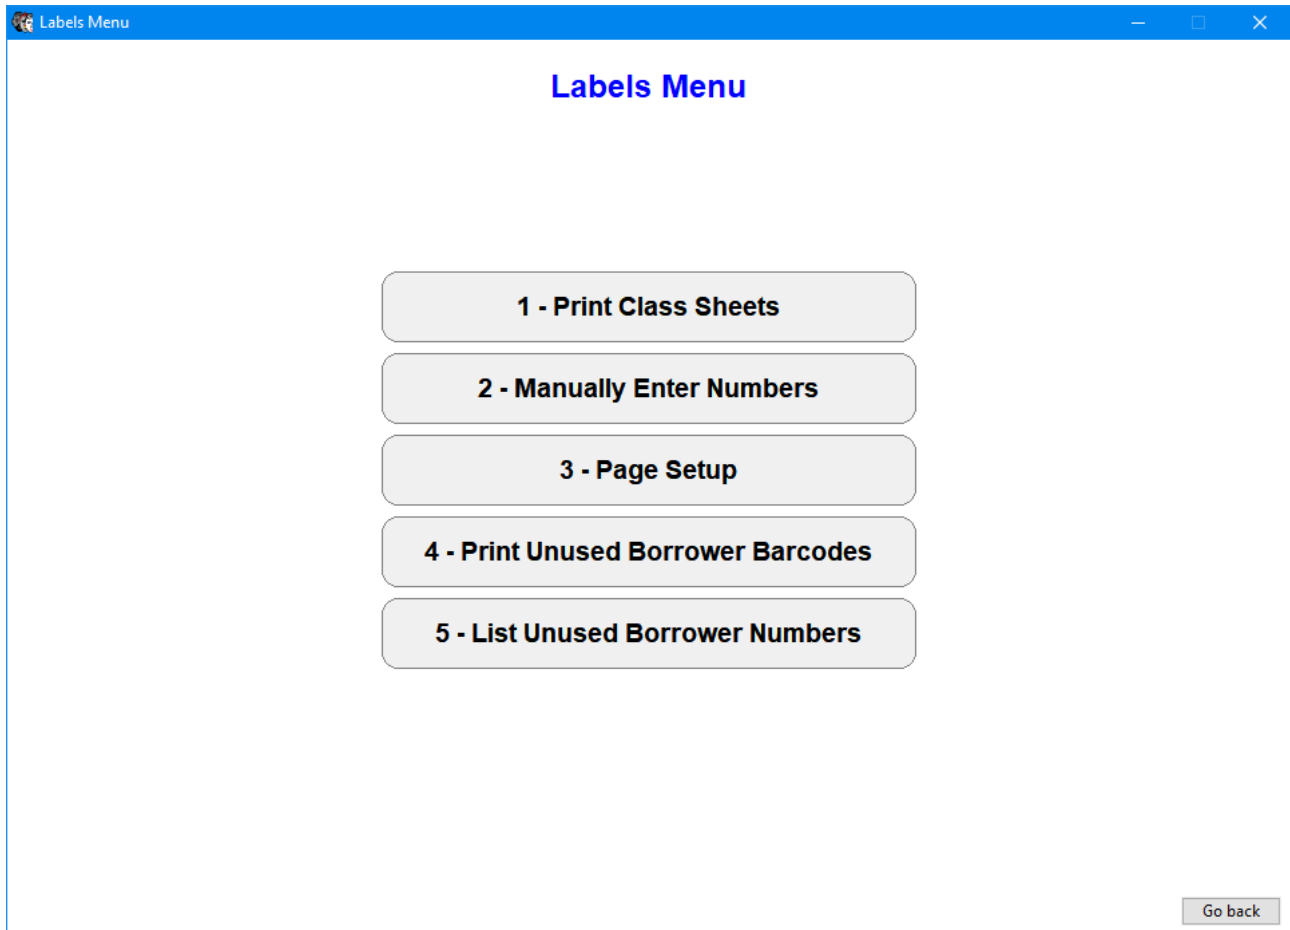 Labels Menu
Labels Menu
1 - Print Class Sheets
2 - Manually Enter Numbers
3 - Page Setup
4 - Print Unused Borrower Barcodes
5 - List Unused Borrower Numbers
Go back